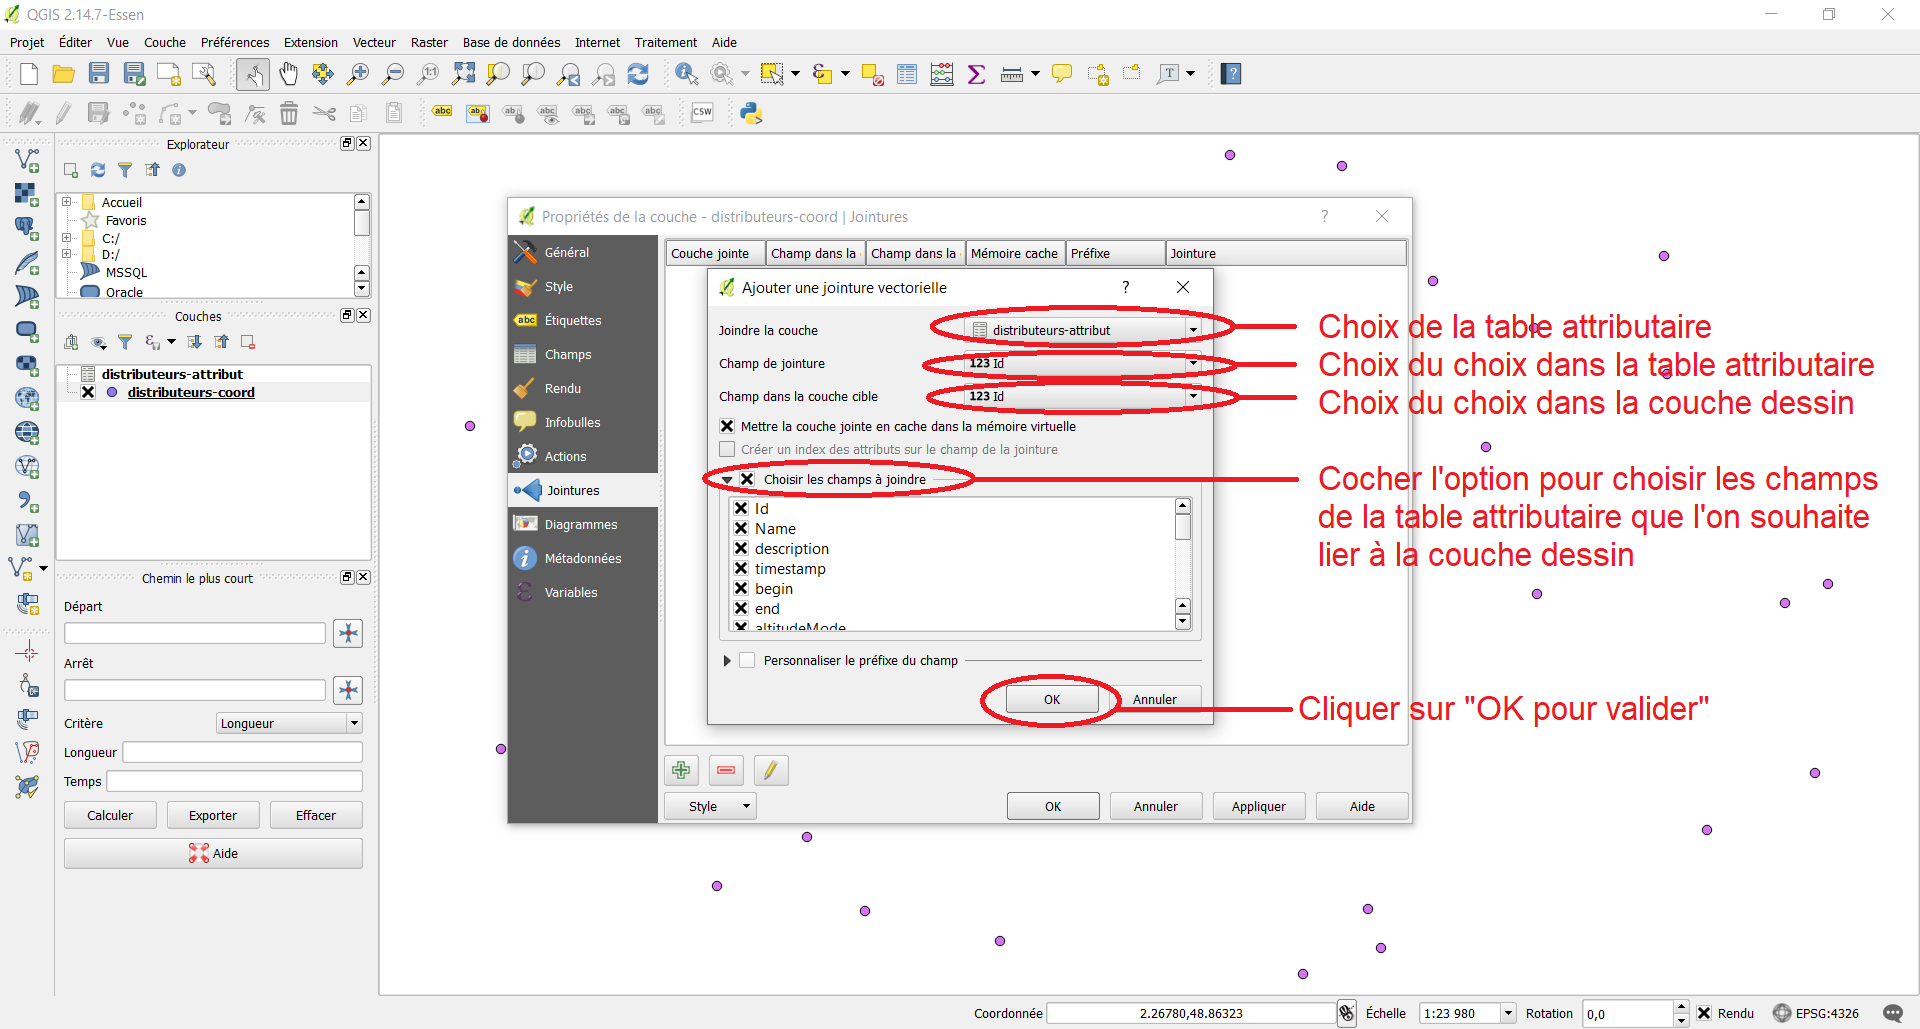 QGIS 2.14.7-Essen
Projet Éditer Vue Couche Préférences Extension Vecteur Raster Base de données Internet Traitement Aide
Explorateur
Accueil
Favoris
C:/
D:/
MSSQL
Oracle
Couches
distributeurs-attribut
distributeurs-coord
Chemin le plus court
Départ
Arrêt
Critère Longueur
Longueur
Temps
Calculer Exporter Effacer
Aide
Propriétés de la couche - distributeurs-coord | Jointures
Général
Style
Étiquettes
Champs
Rendu
Infobulles
Actions
Jointures
Diagrammes
Métadonnées
Variables
Couche jointe Champ dans la Champ dans la Mémoire cache Préfixe Jointure
Ajouter une jointure vectorielle
Joindre la couche distributeurs-attribut
Champ de jointure 123 Id
Champ dans la couche cible 123 Id
Mettre la couche jointe en cache dans la mémoire virtuelle
Créer un index des attributs sur le champ de la jointure
Choisir les champs à joindre
Id
Name
description
timestamp
begin
end
altitudeMode
Personnaliser le préfixe du champ
OK Annuler
Style OK Annuler Appliquer Aide
Choix de la table attributaire
Choix du choix dans la table attributaire
Choix du choix dans la couche dessin
Cocher l'option pour choisir les champs
de la table attributaire que l'on souhaite
lier à la couche dessin
Cliquer sur "OK pour valider"
Coordonnée 2.26780,48.86323 Échelle 1:23 980 Rotation 0,0 Rendu EPSG:4326